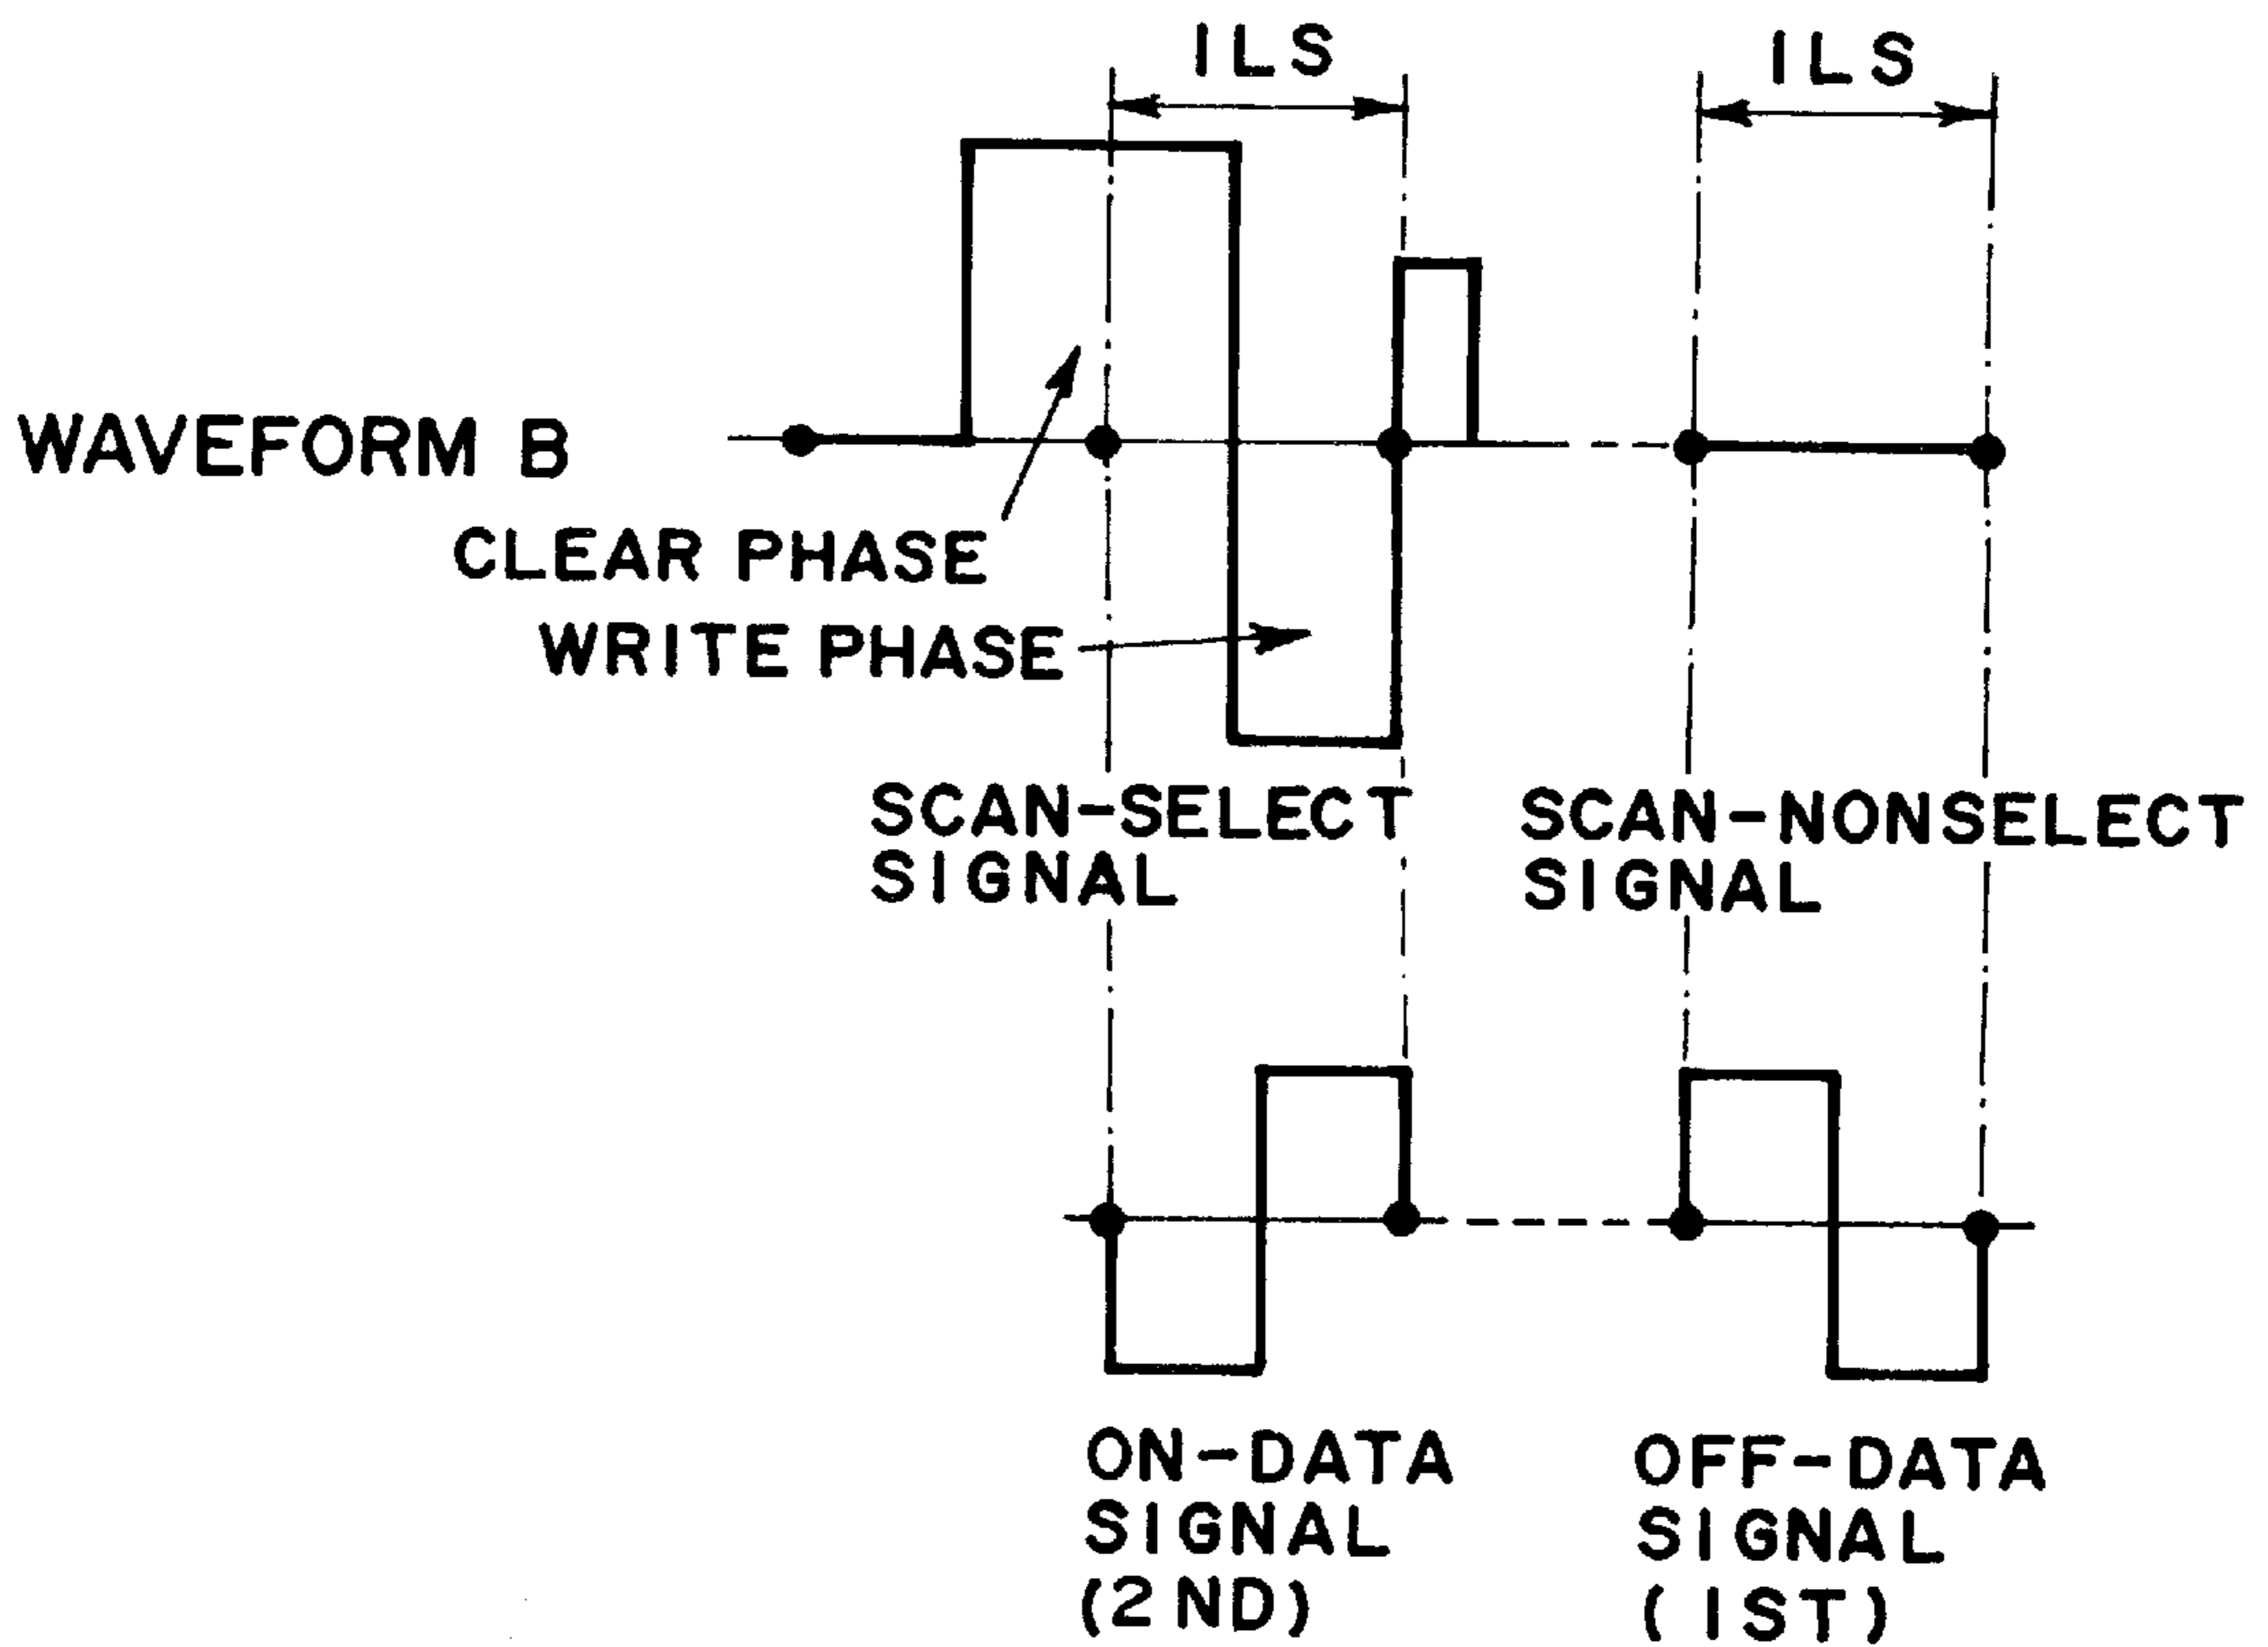 ILS
ILS
WAVEFORM B
CLEAR PHASE
WRITE PHASE
SCAN-SELECT
SIGNAL
SCAN-NONSELECT
SIGNAL
ON-DATA
SIGNAL
(2ND)
OFF-DATA
SIGNAL
(1ST)